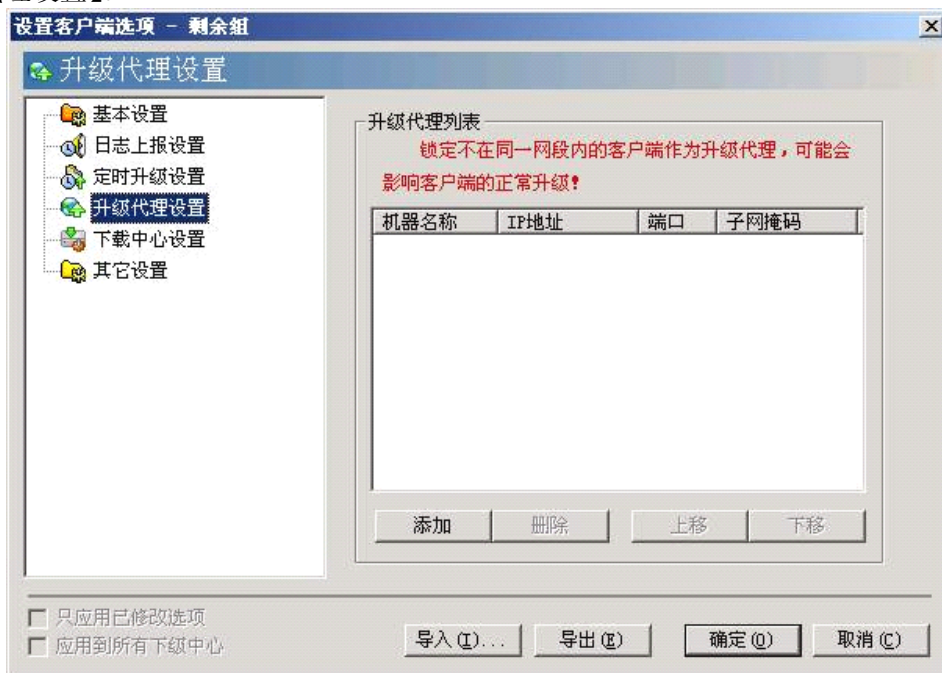 设置客户端选项 - 剩余组
升级代理设置
基本设置
日志上报设置
定时升级设置
升级代理设置
下载中心设置
其它设置
升级代理列表
锁定不在同一网段内的客户端作为升级代理，可能会
影响客户端的正常升级！
机器名称 IP地址 端口 子网掩码
添加 删除 上移 下移
只应用已修改选项
应用到所有下级中心
导入(I)... 导出(E) 确定(O) 取消(C)